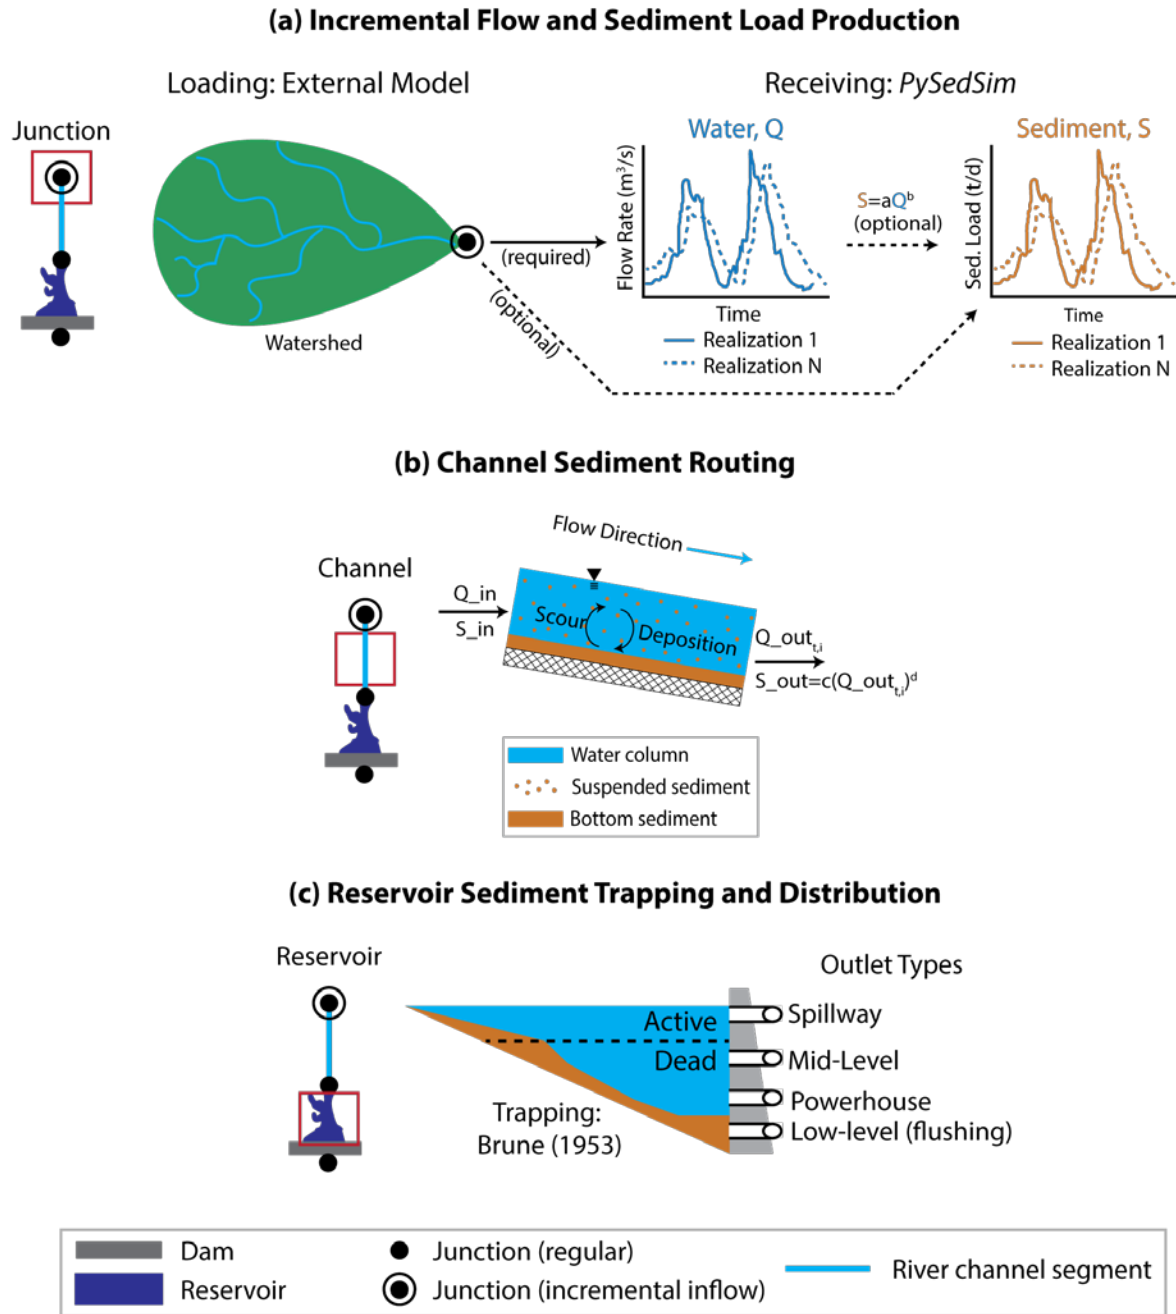 (a) Incremental Flow and Sediment Load Production
Loading: External Model
Receiving: PySedSim
Junction
Water, Q
Sediment, S
Flow Rate (m³/s)
Sed. Load (t/d)
S=aQᵇ
(optional)
(required)
(optional)
Watershed
Time
Realization 1
Realization N
Time
Realization 1
Realization N
(b) Channel Sediment Routing
Flow Direction
Channel
Q_in
S_in
Scour
Deposition
Q_out_t,i
S_out=c(Q_out_t,i)ᵈ
Water column
Suspended sediment
Bottom sediment
(c) Reservoir Sediment Trapping and Distribution
Reservoir
Outlet Types
Active
Dead
Spillway
Mid-Level
Powerhouse
Low-level (flushing)
Trapping:
Brune (1953)
Dam
Reservoir
Junction (regular)
Junction (incremental inflow)
River channel segment